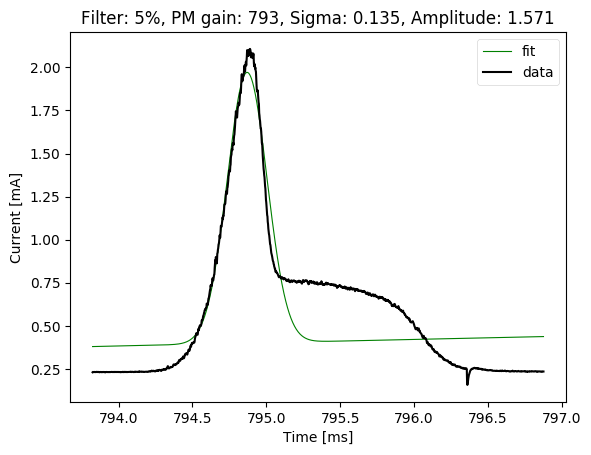 Filter: 5%, PM gain: 793, Sigma: 0.135, Amplitude: 1.571
fit
data
Current [mA]
2.00
1.75
1.50
1.25
1.00
0.75
0.50
0.25
794.0 794.5 795.0 795.5 796.0 796.5 797.0
Time [ms]